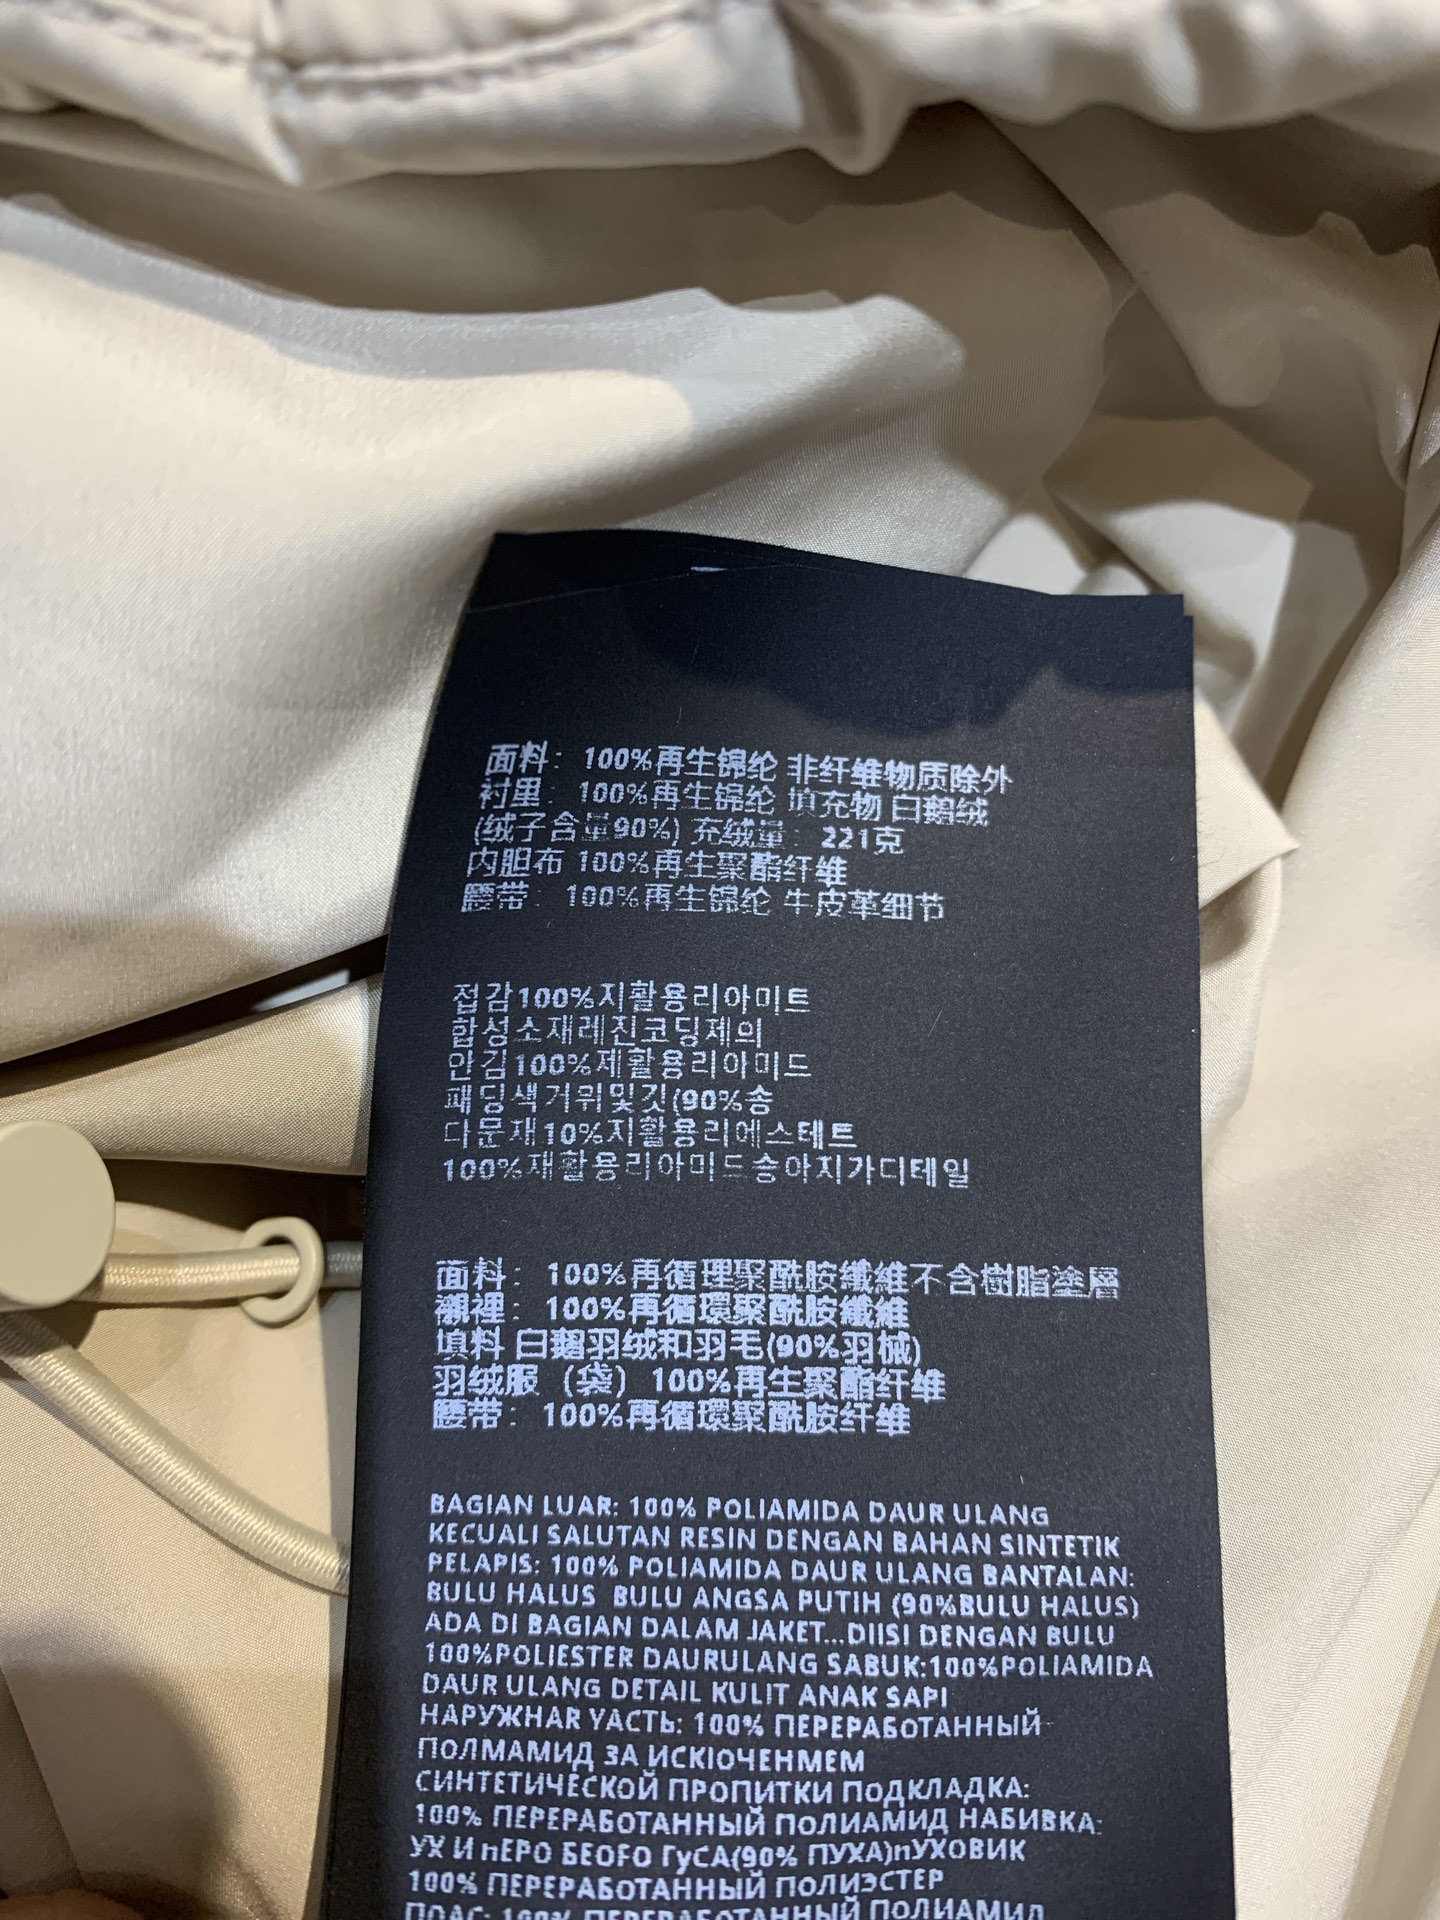 面料：100%再生锦纶 非纤维物质除外
衬里：100%再生锦纶 填充物 白鹅绒
(绒子含量90%) 充绒量：221克
内胆布 100%再生聚酯纤维
腰带：100%再生锦纶 牛皮革细节
접감100%지활용리아미트
합성소재레진코딩제의
안김100%제활용리아미드
패딩색거위및깃(90%송
다문재10%지활용리에스테트
100%재활용리아미드송아지가디테일
面料：100%再循理聚酰胺纖維不含樹脂塗層
襯裡：100%再循環聚酰胺纖維
填料 白鵝羽绒和羽毛(90%羽械)
羽绒服（袋）100%再生聚酯纤维
腰带：100%再循環聚酰胺纤维
BAGIAN LUAR: 100% POLIAMIDA DAUR ULANG
KECUALI SALUTAN RESIN DENGAN BAHAN SINTETIK
PELAPIS: 100% POLIAMIDA DAUR ULANG BANTALAN:
BULU HALUS BULU ANGSA PUTIH (90%BULU HALUS)
ADA DI BAGIAN DALAM JAKET...DIISI DENGAN BULU
100%POLIESTER DAURULANG SABUK:100%POLIAMIDA
DAUR ULANG DETAIL KULIT ANAK SAPI
НАРУЖНАR YАСТЬ: 100% ПЕРЕРАБОТАННЫЙ
ПОЛМАМИД ЗА ИСКIОЧЕНМЕМ
СИНТЕТИЧЕСКОЙ ПРОПИТКИ ПОДКЛАДКА:
100% ПЕРЕРАБОТАННЫЙ ПОЛИАМИД НАБИВКА:
УХ И пЕРО БЕОFО ГуСА(90% ПУХА)пУХОВИК
100% ПЕРЕРАБОТАННЫЙ ПОЛИЭСТЕР
ПОАС: 100% ПЕРЕРАБОТАННЫЙ ПОЛИАМИД